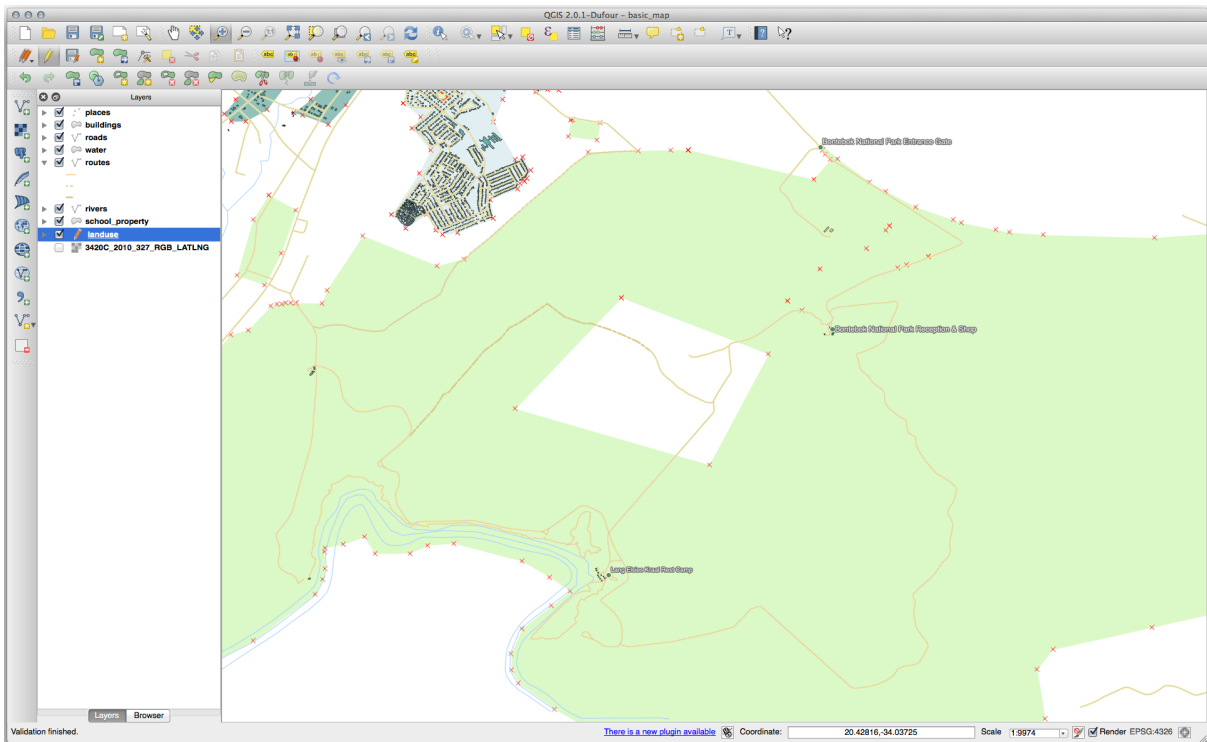 QGIS 2.0.1-Dufour – basic_map
Layers
places
buildings
roads
water
routes
rivers
school_property
landuse
3420C_2010_327_RGB_LATLNG
Bontebok National Park Entrance Gate
Bontebok National Park Reception & Shop
Lang Elsies Kraal Rest Camp
Layers
Browser
Validation finished.
There is a new plugin available
Coordinate:
20.42816,-34.03725
Scale
1:9974
Render
EPSG:4326